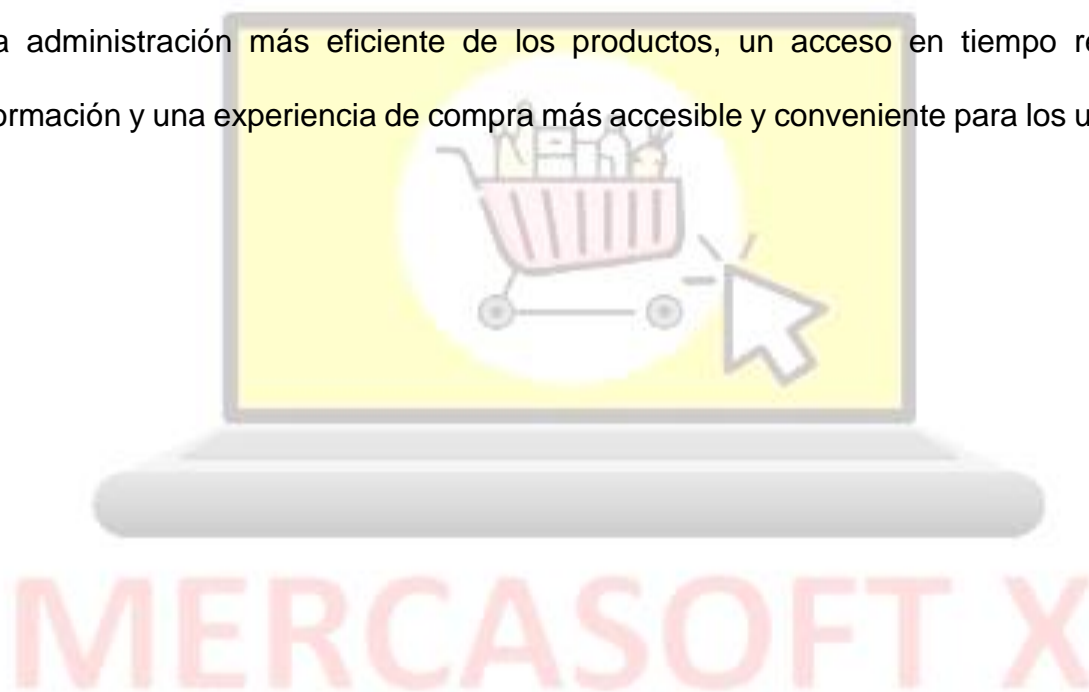 a administración más eficiente de los productos, un acceso en tiempo re
ormación y una experiencia de compra más accesible y conveniente para los u
MERCASOFT X